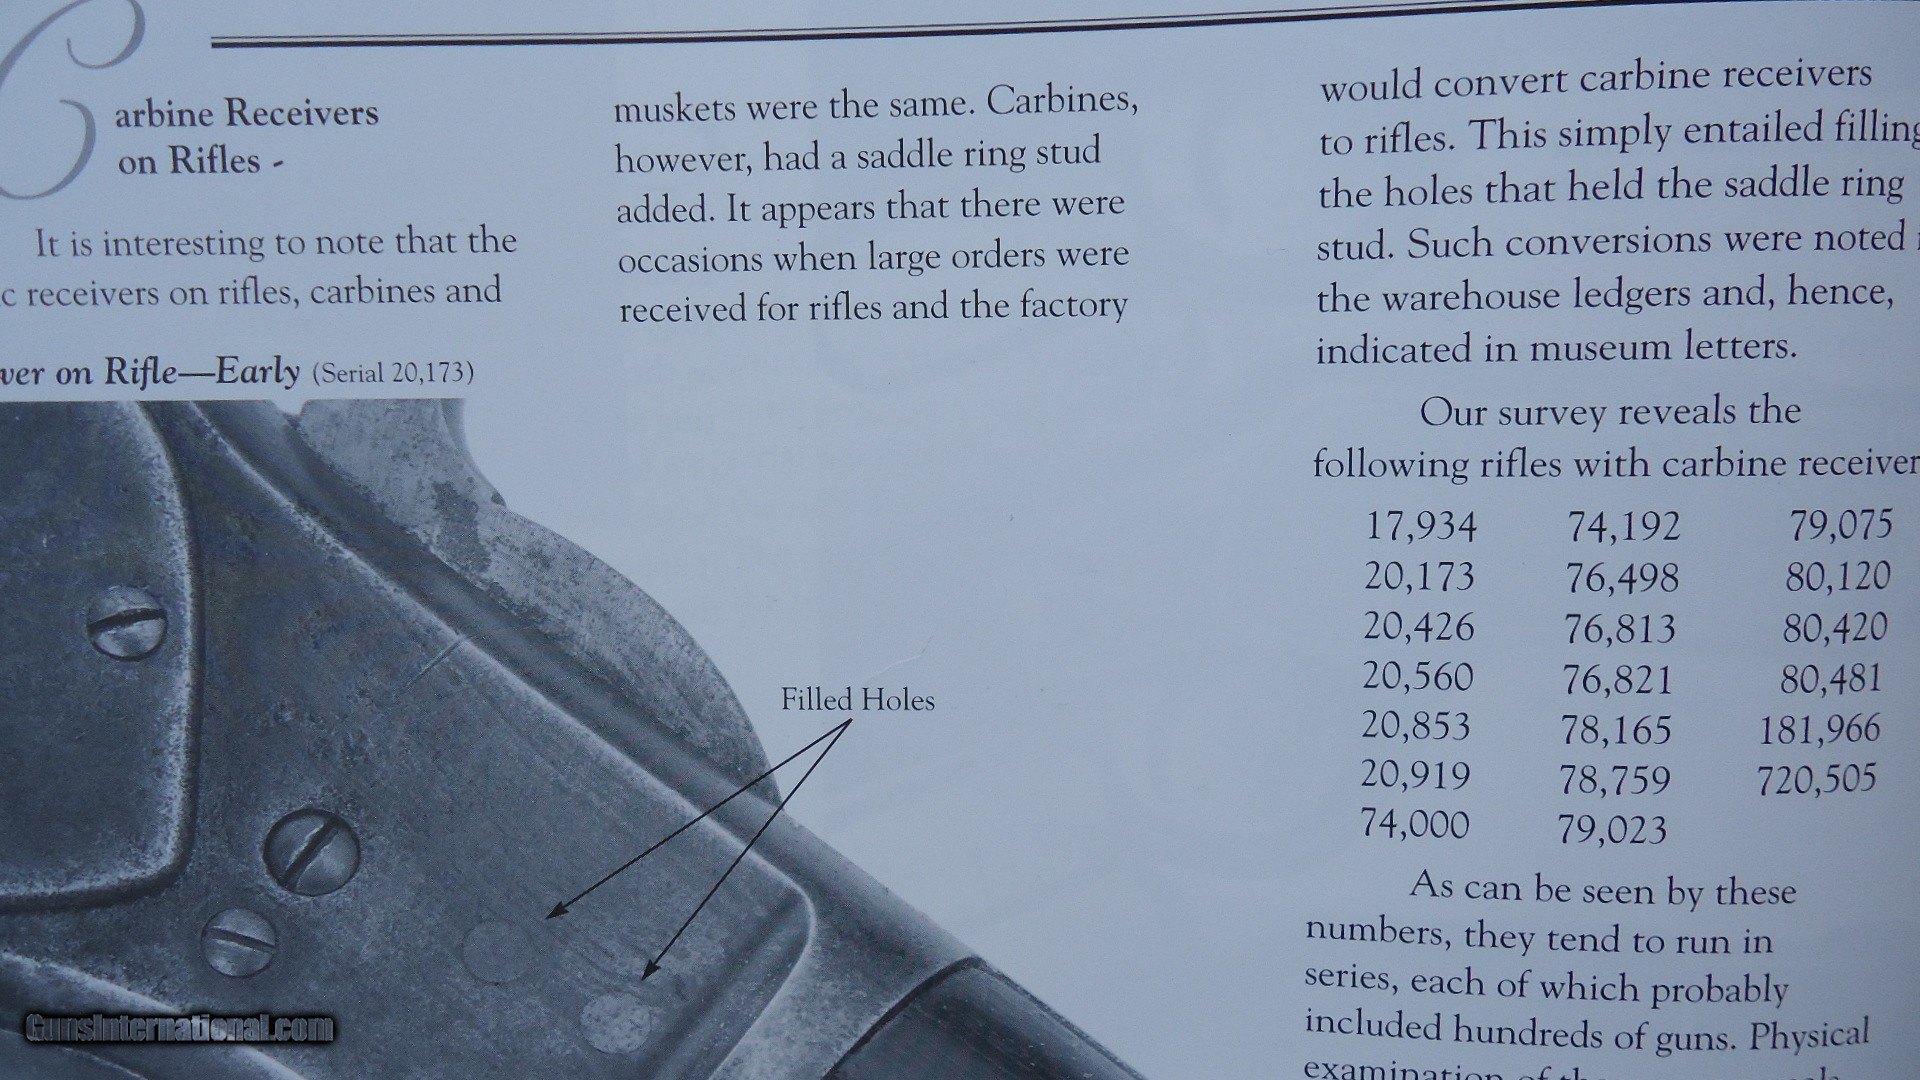 Carbine Receivers
on Rifles -
It is interesting to note that the
c receivers on rifles, carbines and
ver on Rifle—Early (Serial 20,173)
muskets were the same. Carbines,
however, had a saddle ring stud
added. It appears that there were
occasions when large orders were
received for rifles and the factory
Filled Holes
would convert carbine receivers
to rifles. This simply entailed filling
the holes that held the saddle ring
stud. Such conversions were noted
the warehouse ledgers and, hence,
indicated in museum letters.
Our survey reveals the
following rifles with carbine receiver
17,934 74,192 79,075
20,173 76,498 80,120
20,426 76,813 80,420
20,560 76,821 80,481
20,853 78,165 181,966
20,919 78,759 720,505
74,000 79,023
As can be seen by these
numbers, they tend to run in
series, each of which probably
included hundreds of guns. Physical
examination of the
GunsInternational.com